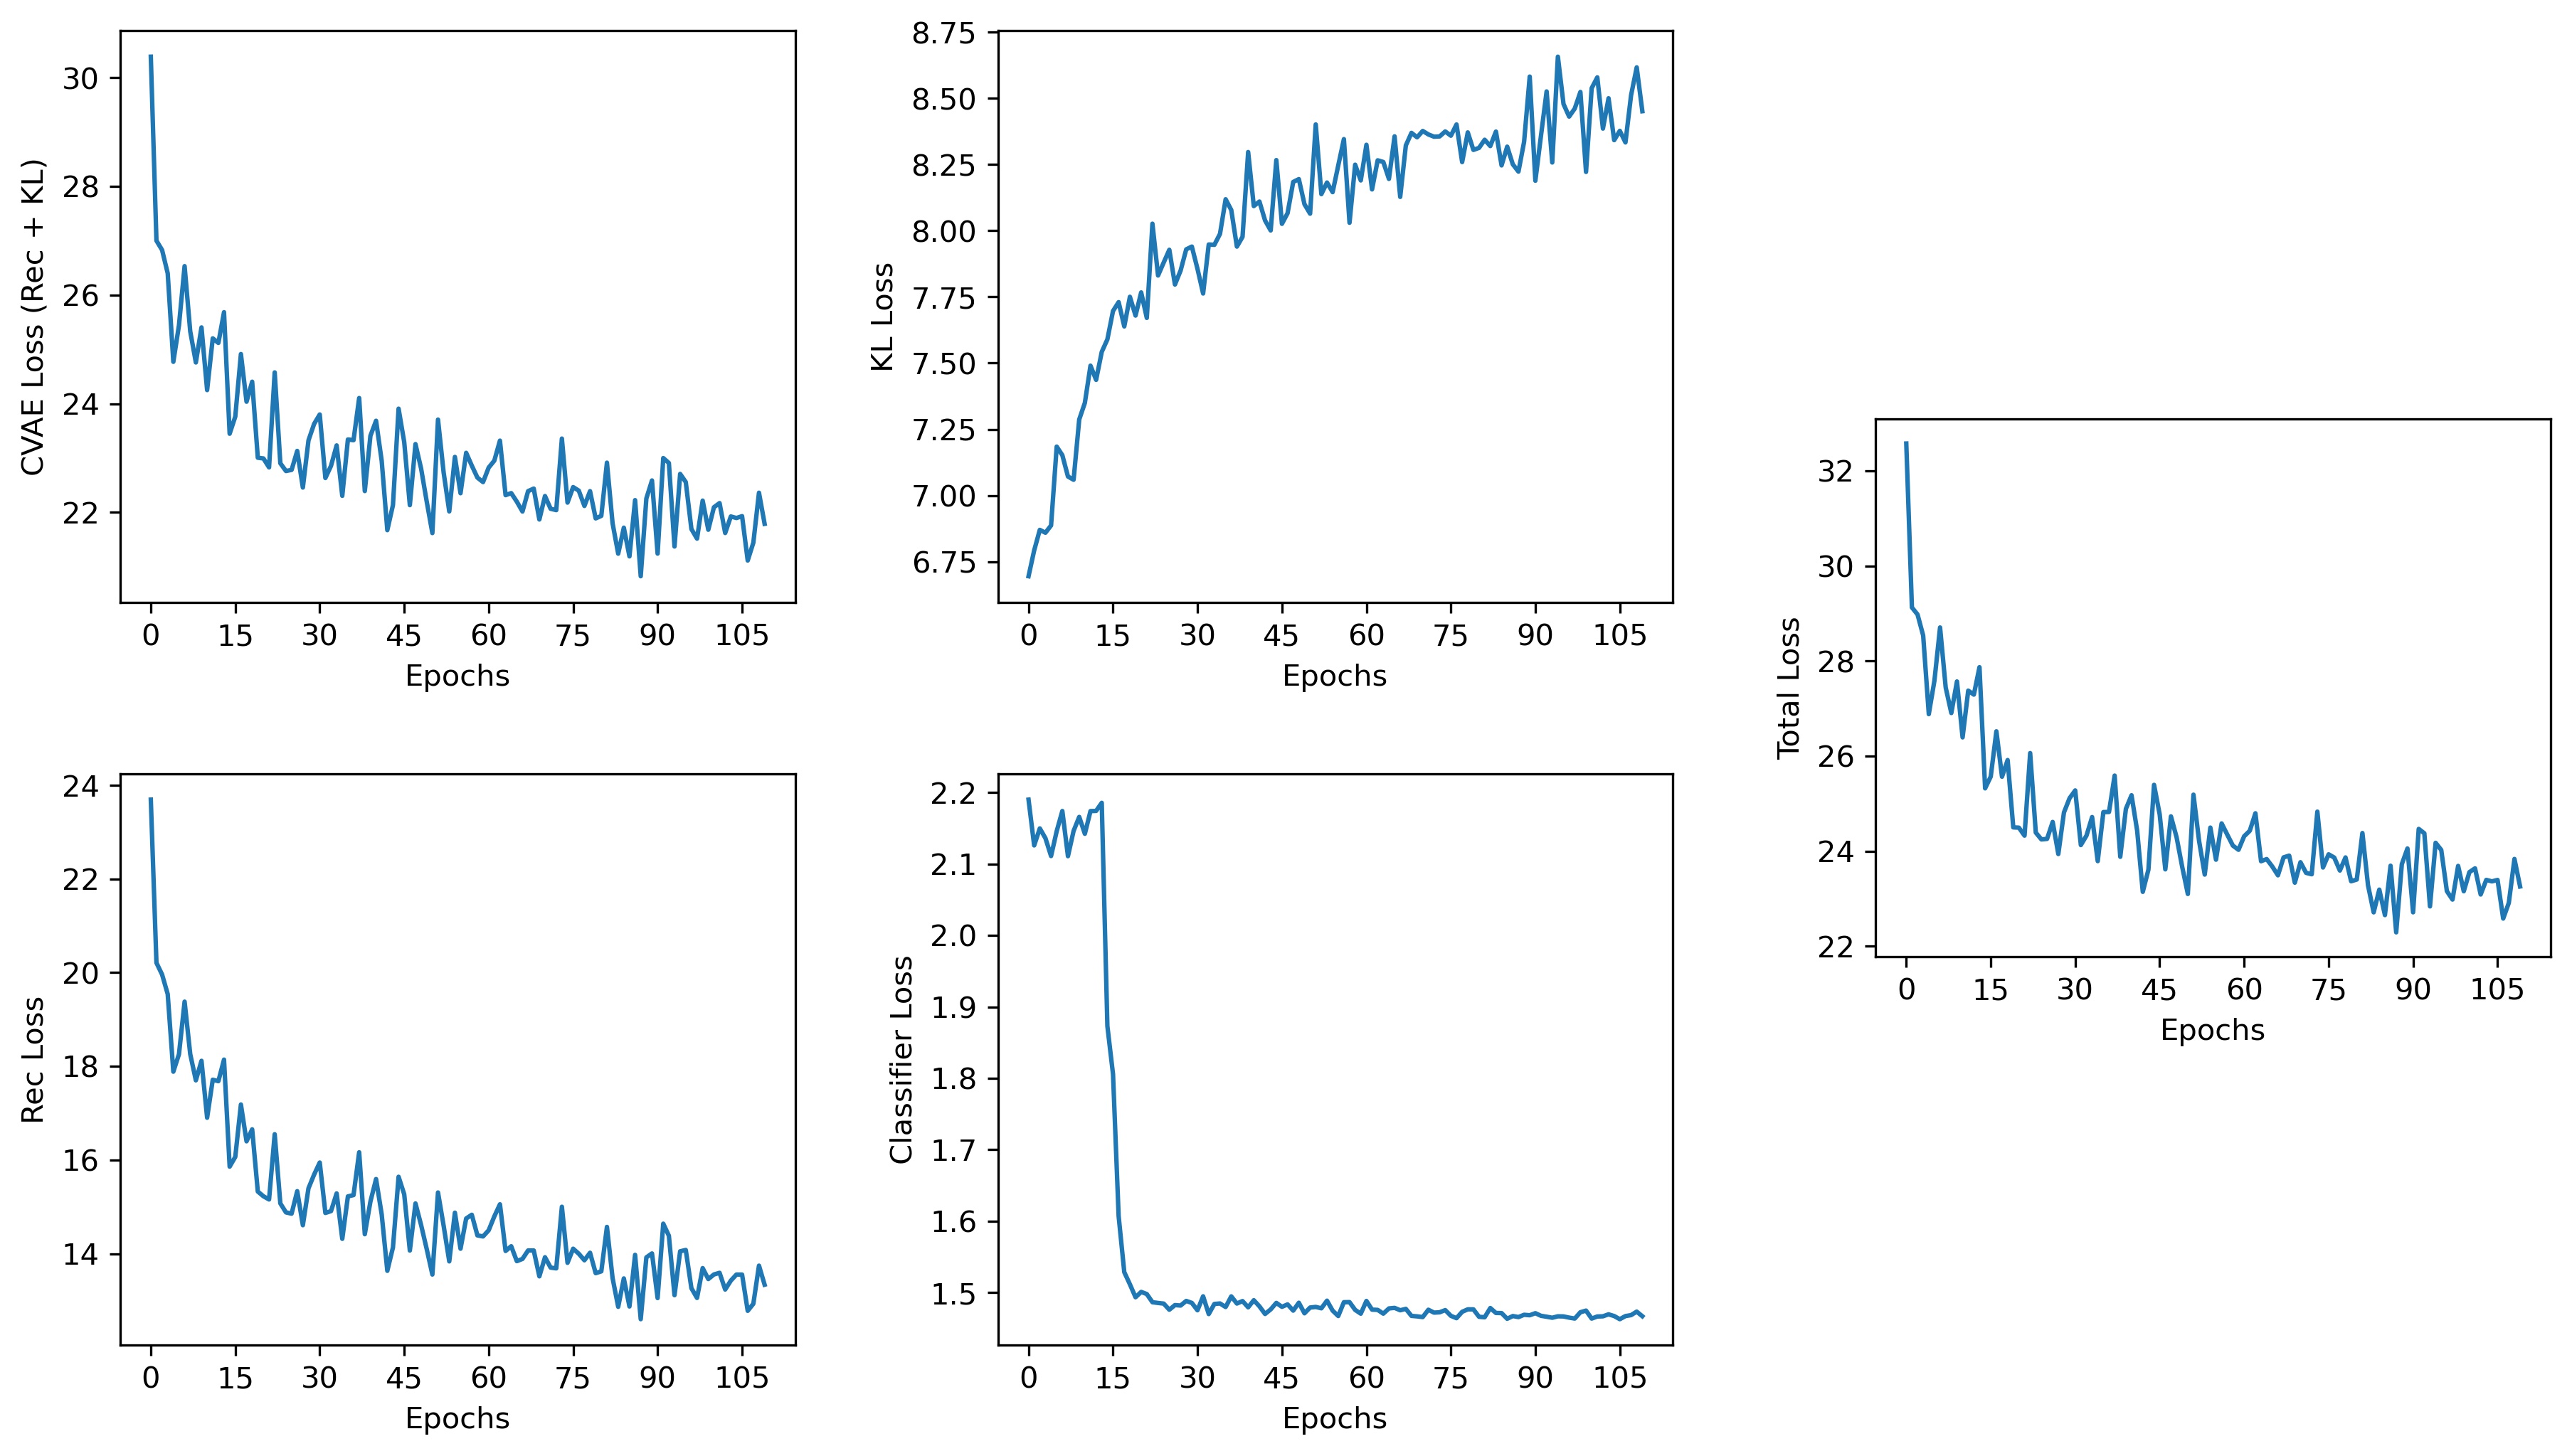 CVAE Loss (Rec + KL)
30
28
26
24
22
0 15 30 45 60 75 90 105
Epochs
KL Loss
8.75
8.50
8.25
8.00
7.75
7.50
7.25
7.00
6.75
0 15 30 45 60 75 90 105
Epochs
Rec Loss
24
22
20
18
16
14
0 15 30 45 60 75 90 105
Epochs
Classifier Loss
2.2
2.1
2.0
1.9
1.8
1.7
1.6
1.5
0 15 30 45 60 75 90 105
Epochs
Total Loss
32
30
28
26
24
22
0 15 30 45 60 75 90 105
Epochs